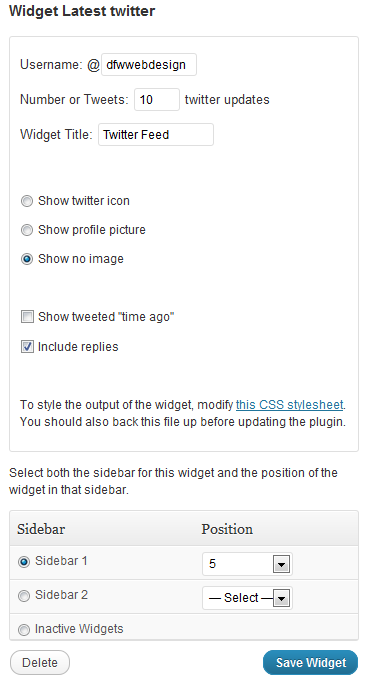 Widget Latest twitter
Username: @ dfwwebdesign
Number or Tweets: 10 twitter updates
Widget Title: Twitter Feed
Show twitter icon
Show profile picture
Show no image
Show tweeted "time ago"
Include replies
To style the output of the widget, modify this CSS stylesheet.
You should also back this file up before updating the plugin.
Select both the sidebar for this widget and the position of the
widget in that sidebar.
Sidebar Position
Sidebar 1 5
Sidebar 2 — Select —
Inactive Widgets
Delete Save Widget